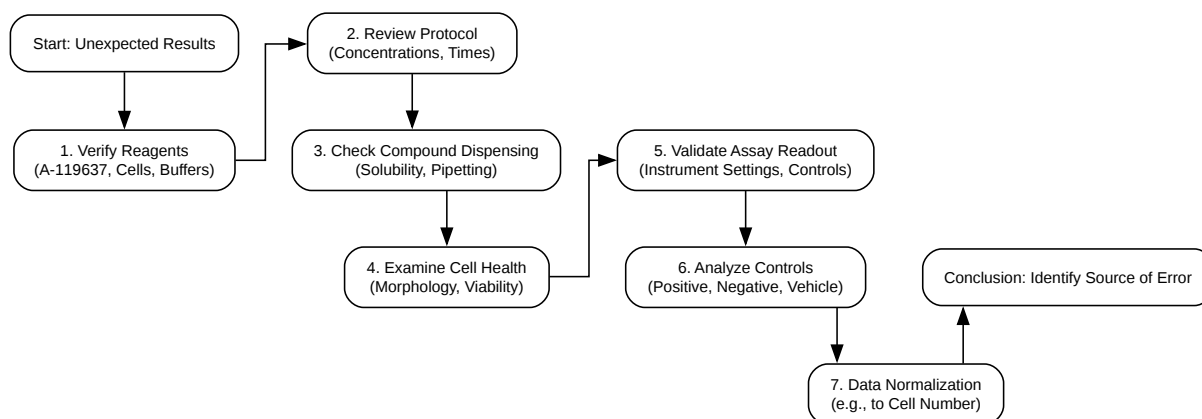 Start: Unexpected Results
1. Verify Reagents
(A-119637, Cells, Buffers)
2. Review Protocol
(Concentrations, Times)
3. Check Compound Dispensing
(Solubility, Pipetting)
4. Examine Cell Health
(Morphology, Viability)
5. Validate Assay Readout
(Instrument Settings, Controls)
6. Analyze Controls
(Positive, Negative, Vehicle)
7. Data Normalization
(e.g., to Cell Number)
Conclusion: Identify Source of Error